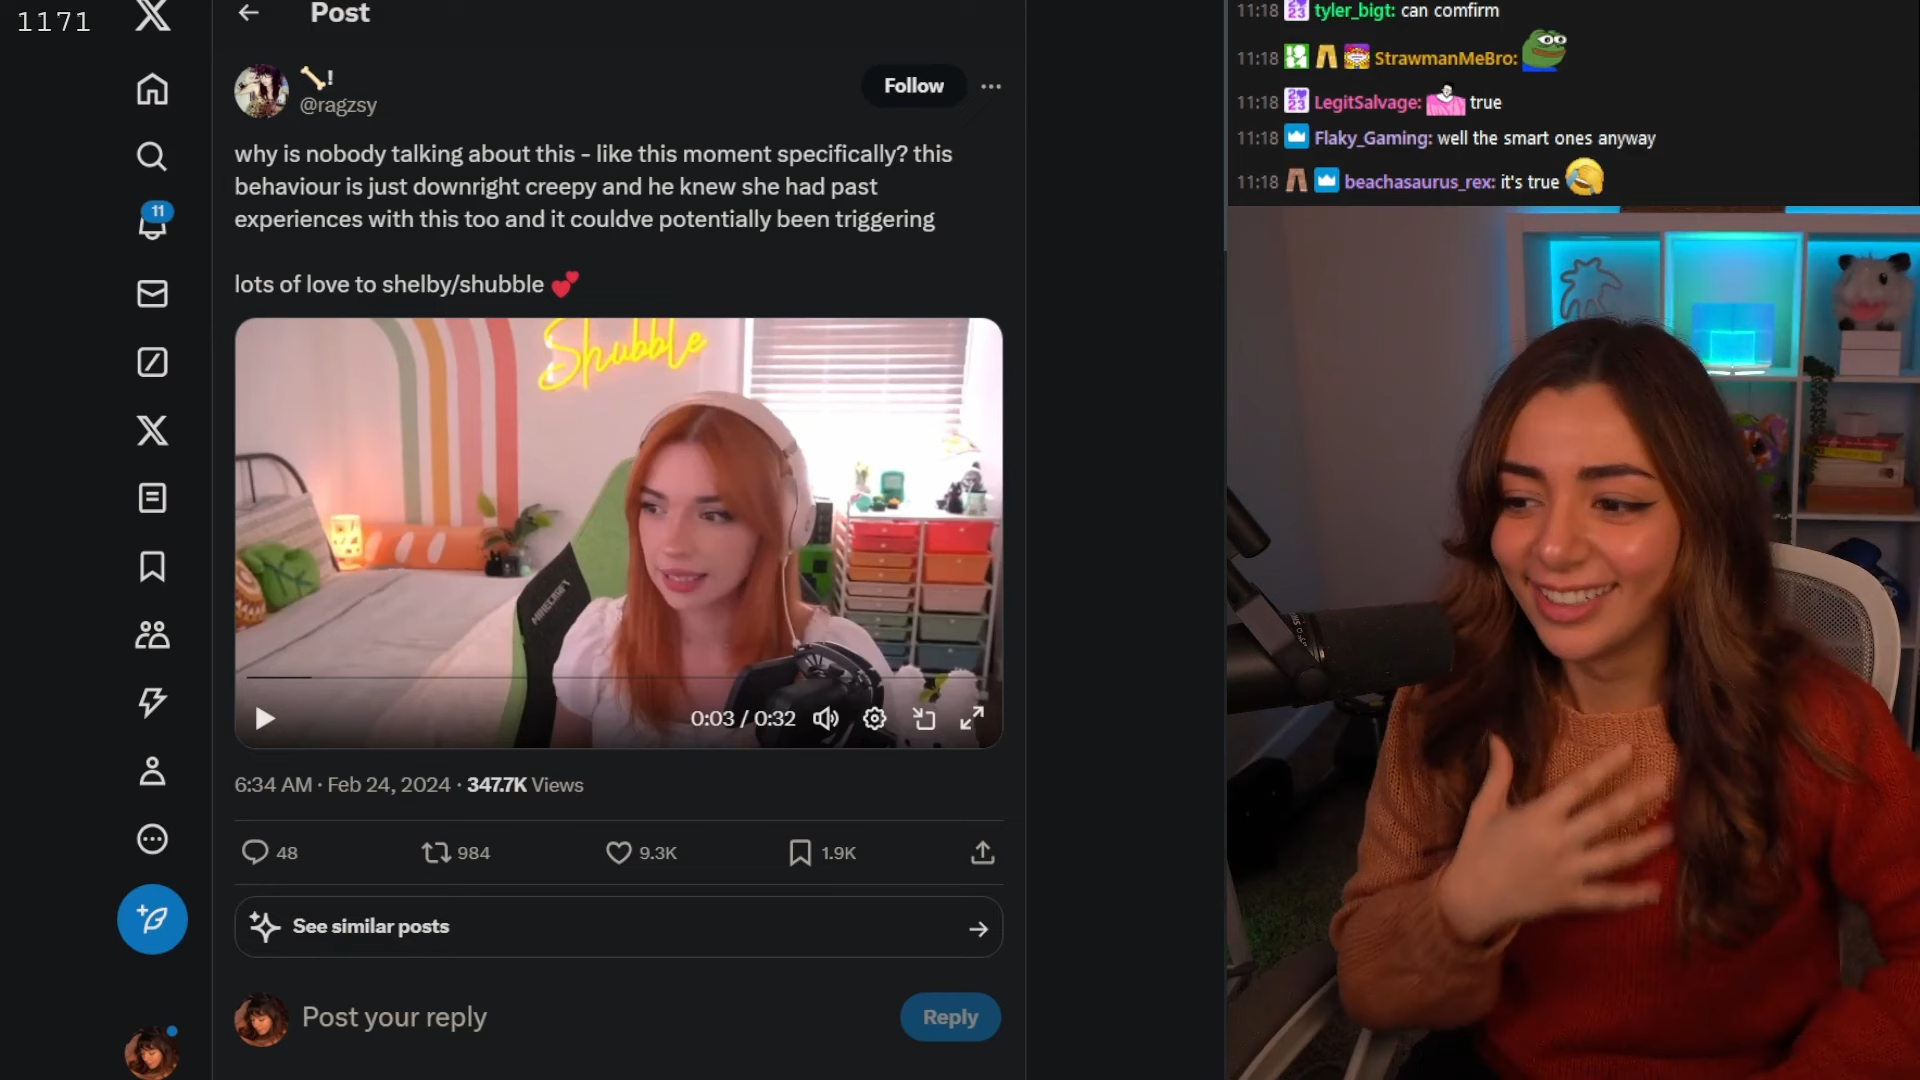 1171
Post
!
@ragzsy
Follow
why is nobody talking about this - like this moment specifically? this
behaviour is just downright creepy and he knew she had past
experiences with this too and it couldve potentially been triggering
lots of love to shelby/shubble
Shubble
MINECRAFT
0:03 / 0:32
6:34 AM · Feb 24, 2024 · 347.7K Views
48
984
9.3K
1.9K
See similar posts
Post your reply
Reply
11
11:18 tyler_bigt: can comfirm
11:18 StrawmanMeBro:
11:18 LegitSalvage: true
11:18 Flaky_Gaming: well the smart ones anyway
11:18 beachasaurus_rex: it's true